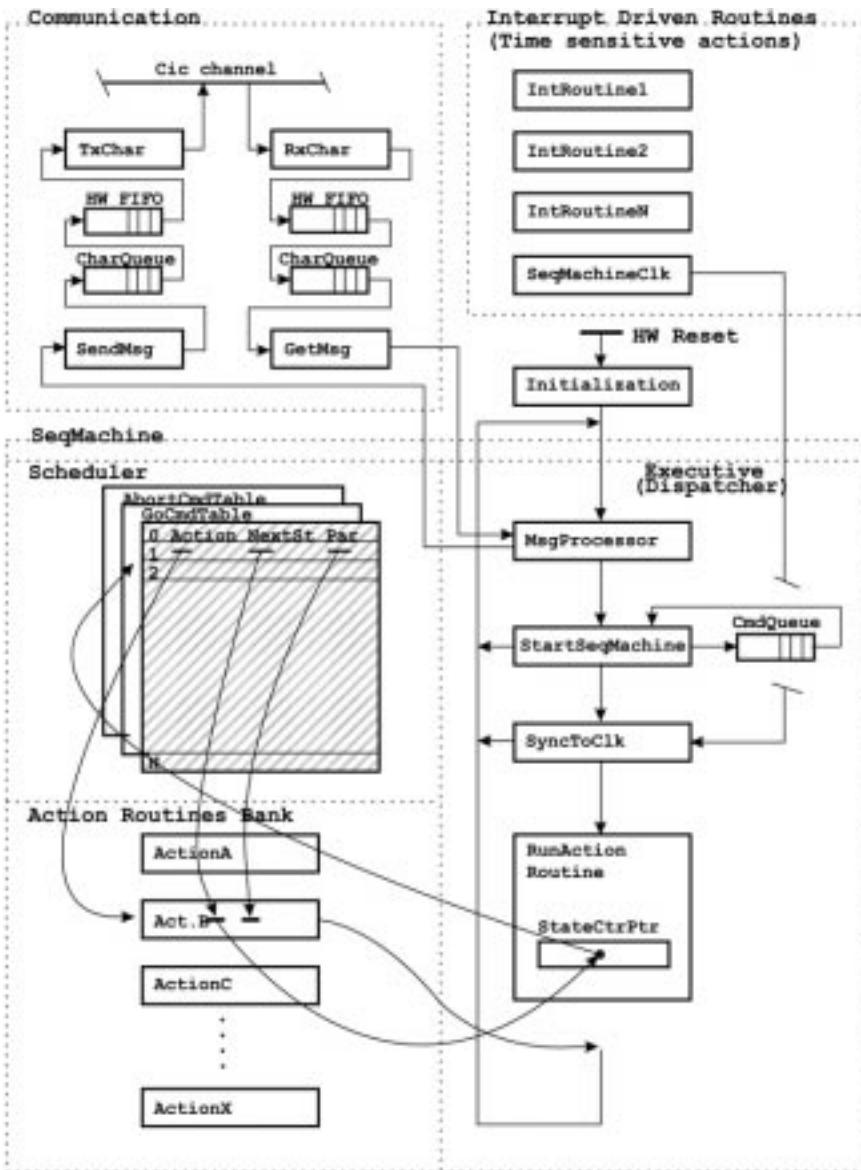 Communication
Cic channel
TxChar
RxChar
HW FIFO
HW FIFO
CharQueue
CharQueue
SendMsg
GetMsg
Interrupt Driven Routines
(Time sensitive actions)
IntRoutine1
IntRoutine2
IntRoutineN
SeqMachineClk
HW Reset
Initialization
SeqMachine
Scheduler
AbortCmdTable
GoCmdTable
0 Action NextSt Par
1
2
N
Executive
(Dispatcher)
MsgProcessor
StartSeqMachine
CmdQueue
SyncToClk
RunAction
Routine
StateCtrPtr
Action Routines Bank
ActionA
Act.B
ActionC
ActionX